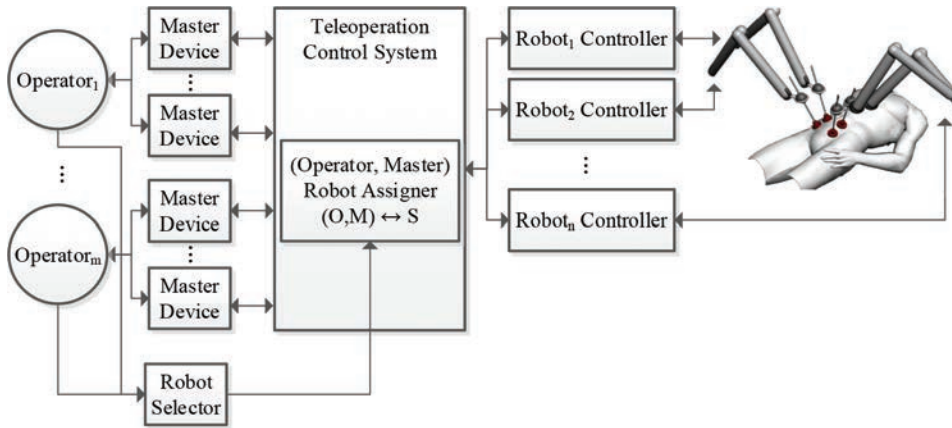 Operator1
⋮
Operatorm
Master
Device
⋮
Master
Device
Master
Device
⋮
Master
Device
Robot
Selector
Teleoperation
Control System
(Operator, Master)
Robot Assigner
(O,M) ↔ S
Robot1 Controller
Robot2 Controller
⋮
Robotn Controller